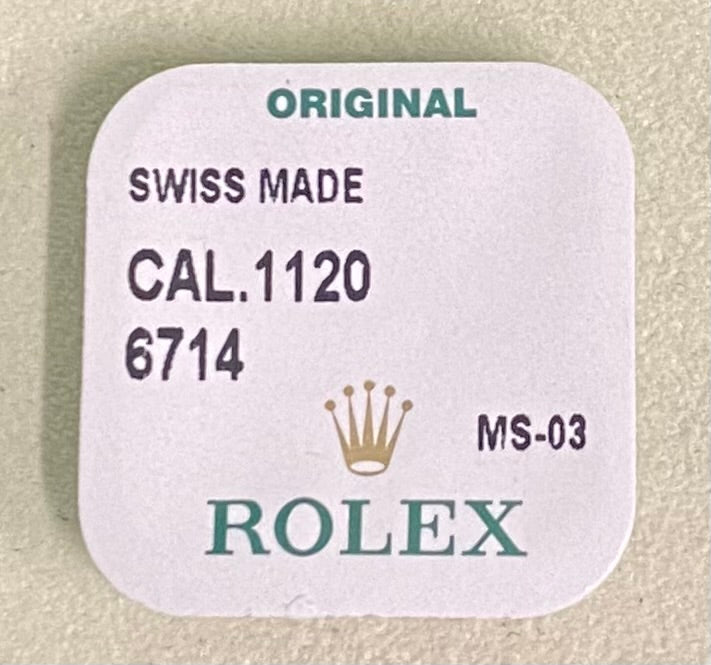 ORIGINAL
SWISS MADE
CAL.1120
6714
MS-03
ROLEX